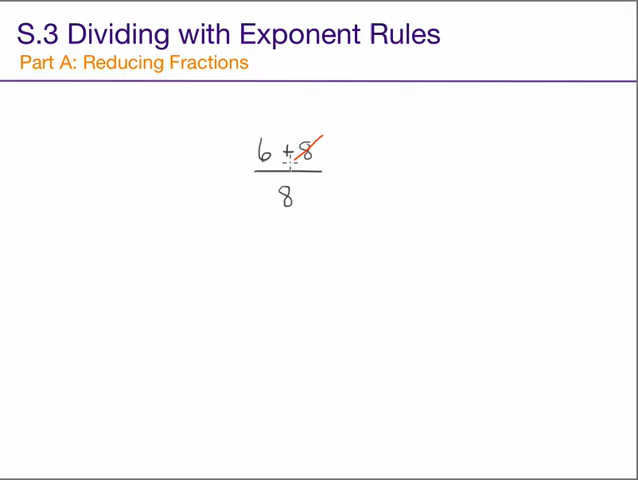 S.3 Dividing with Exponent Rules
Part A: Reducing Fractions
6 + 8
8